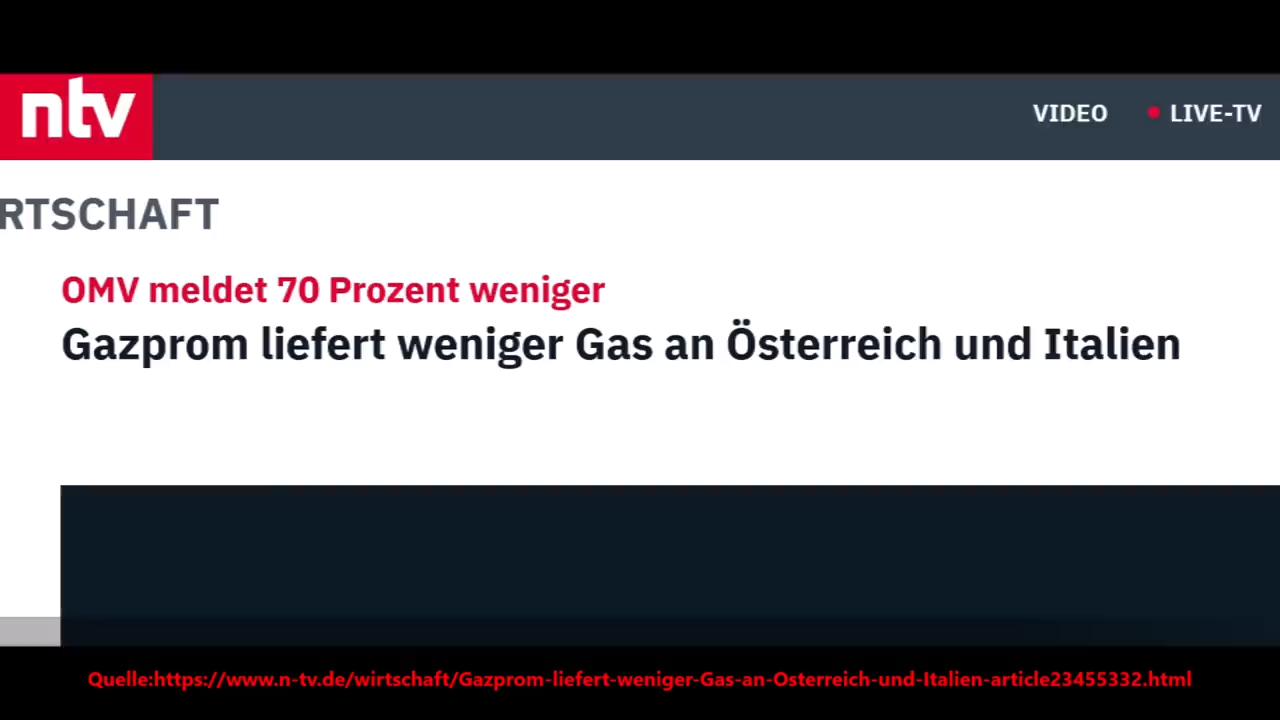 ntv
VIDEO LIVE-TV
RTSCHAFT
OMV meldet 70 Prozent weniger
Gazprom liefert weniger Gas an Österreich und Italien
Quelle:https://www.n-tv.de/wirtschaft/Gazprom-liefert-weniger-Gas-an-Osterreich-und-Italien-article23455332.html